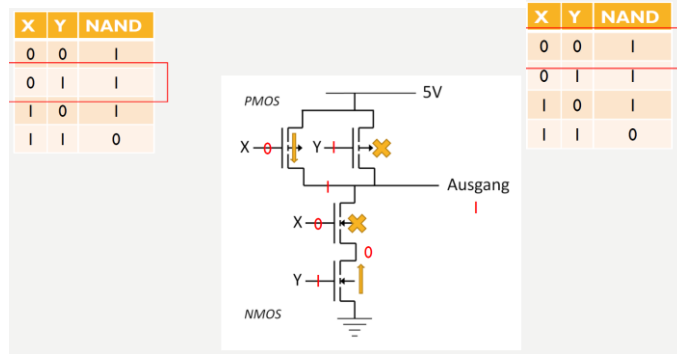 X Y NAND
0 0 1
0 1 1
1 0 1
1 1 0
X Y NAND
0 0 1
0 1 1
1 0 1
1 1 0
5V
PMOS
X 0 Y 1
1 Ausgang
1
X 0
0
Y 1
NMOS